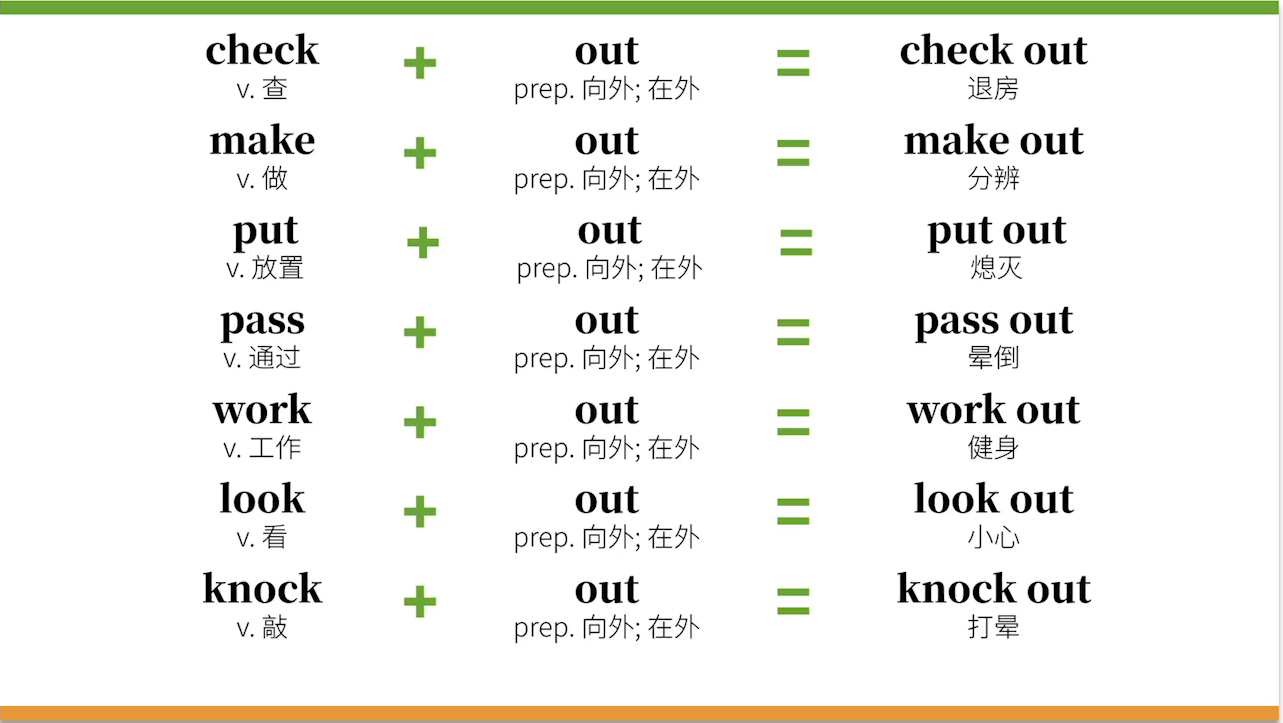 check + out = check out
v. 查 prep. 向外; 在外 退房
make + out = make out
v. 做 prep. 向外; 在外 分辨
put + out = put out
v. 放置 prep. 向外; 在外 熄灭
pass + out = pass out
v. 通过 prep. 向外; 在外 晕倒
work + out = work out
v. 工作 prep. 向外; 在外 健身
look + out = look out
v. 看 prep. 向外; 在外 小心
knock + out = knock out
v. 敲 prep. 向外; 在外 打晕